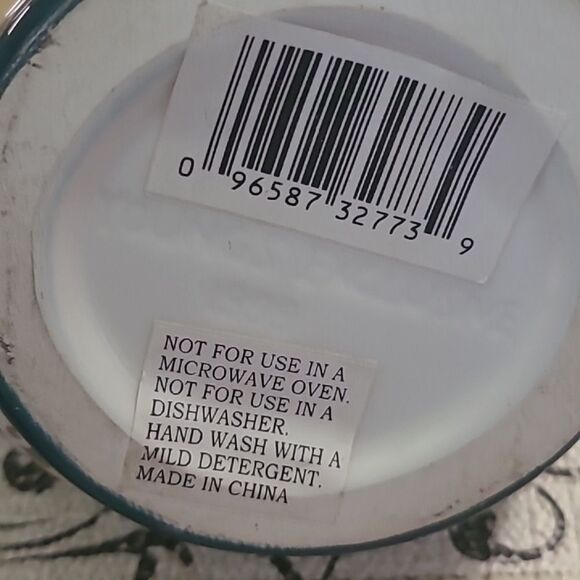 0 96587 32773 9
NOT FOR USE IN A
MICROWAVE OVEN.
NOT FOR USE IN A
DISHWASHER.
HAND WASH WITH A
MILD DETERGENT.
MADE IN CHINA